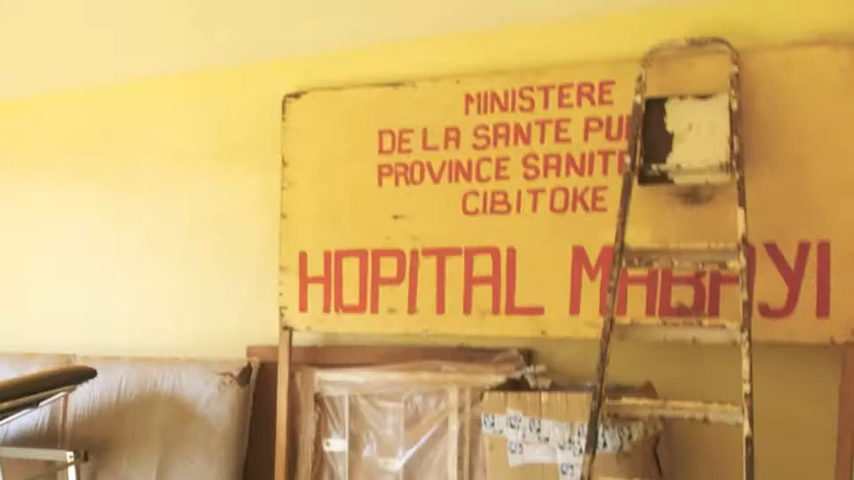 MINISTERE
DE LA SANTE PU
PROVINCE SANIT
CIBITOKE
HOPITAL MABAYI